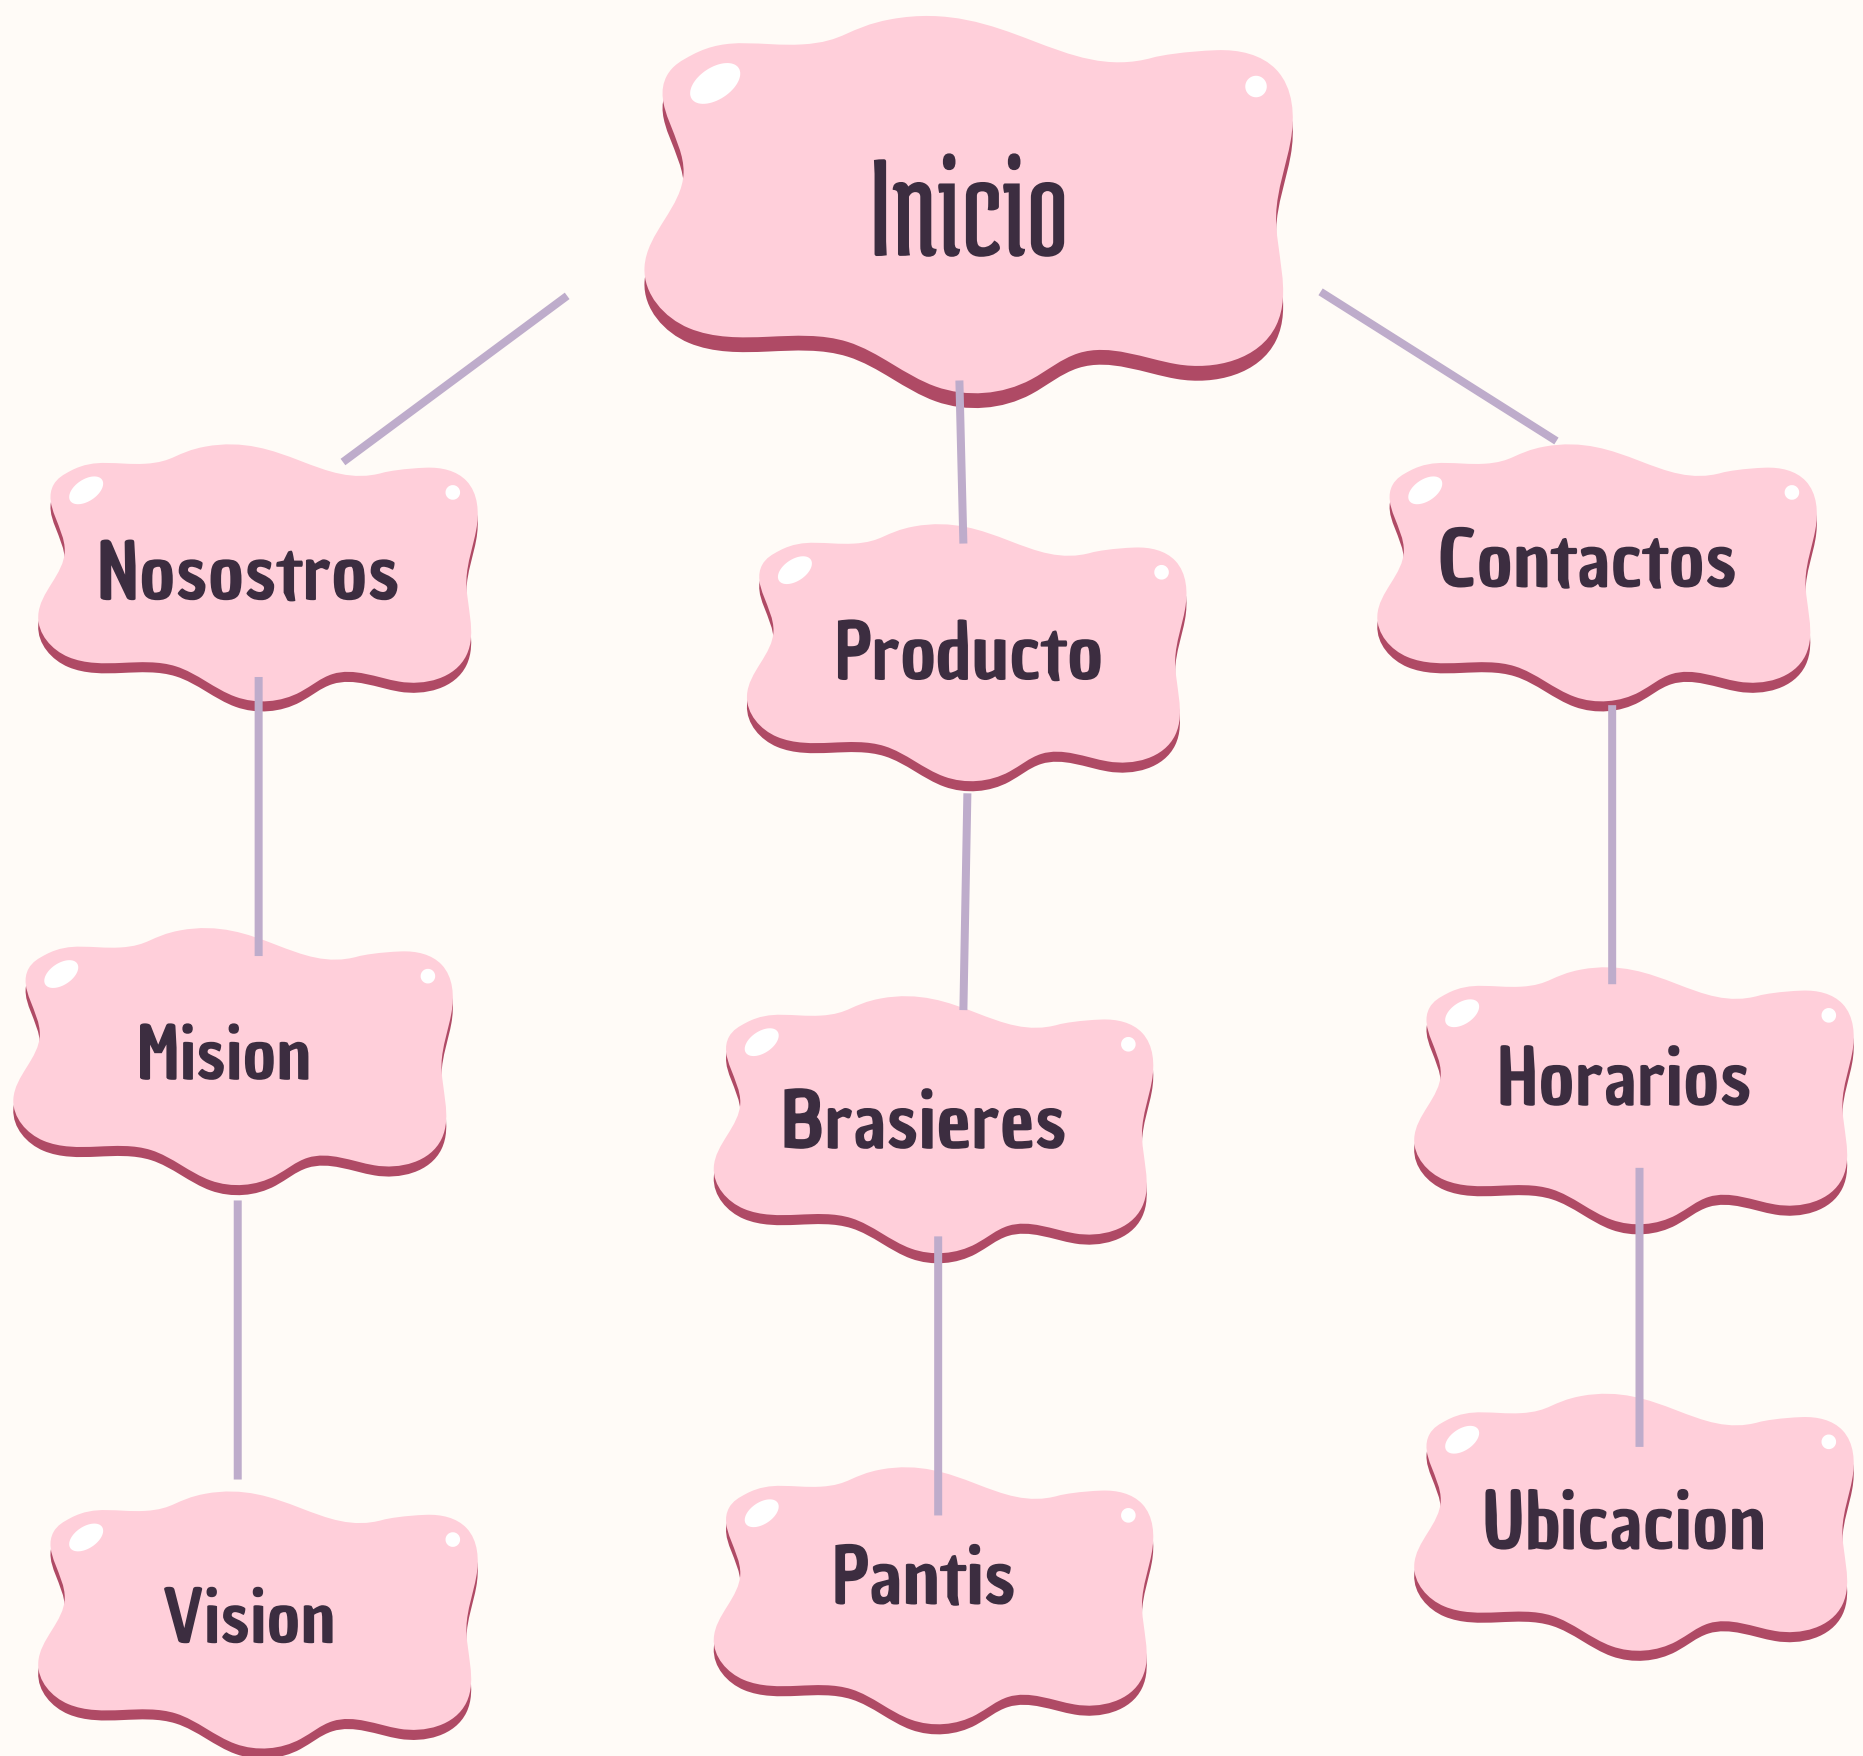 Inicio
Nosostros
Producto
Contactos
Mision
Brasieres
Horarios
Vision
Pantis
Ubicacion